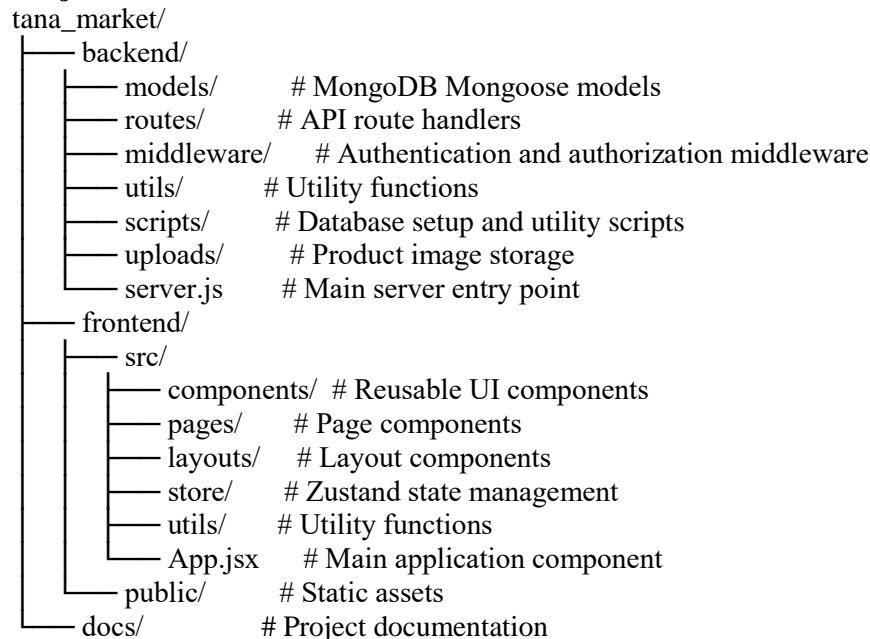 tana_market/
├── backend/
│   ├── models/ # MongoDB Mongoose models
│   ├── routes/ # API route handlers
│   ├── middleware/ # Authentication and authorization middleware
│   ├── utils/ # Utility functions
│   ├── scripts/ # Database setup and utility scripts
│   ├── uploads/ # Product image storage
│   └── server.js # Main server entry point
├── frontend/
│   ├── src/
│   │   ├── components/ # Reusable UI components
│   │   ├── pages/ # Page components
│   │   ├── layouts/ # Layout components
│   │   ├── store/ # Zustand state management
│   │   ├── utils/ # Utility functions
│   │   └── App.jsx # Main application component
│   └── public/ # Static assets
└── docs/ # Project documentation